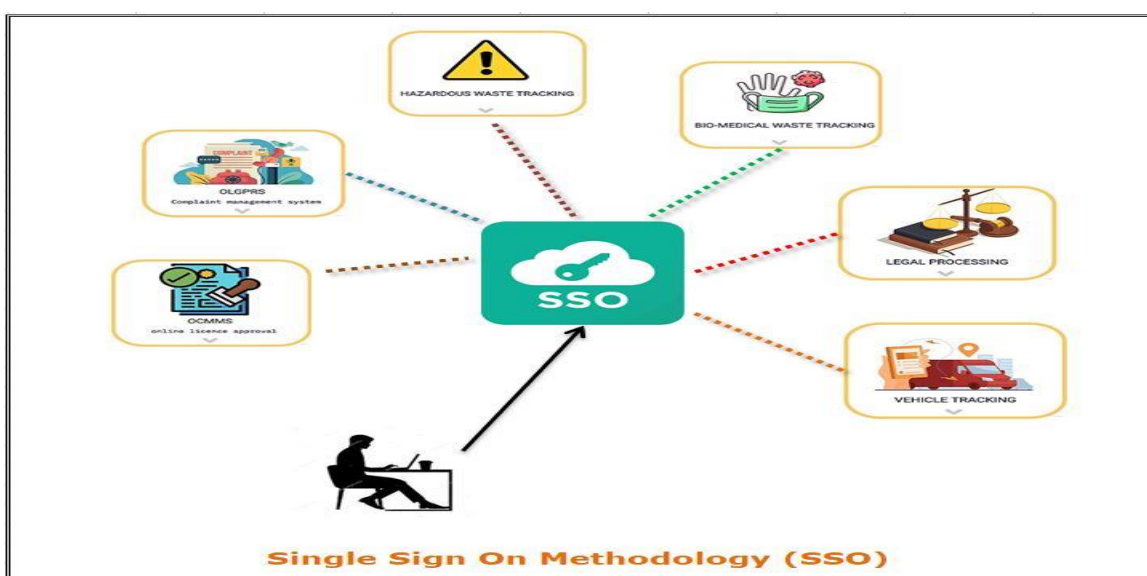 HAZARDOUS WASTE TRACKING
BIO-MEDICAL WASTE TRACKING
COMPLAINT
OLGPRS
Complaint management system
LEGAL PROCESSING
OCMMS
online licence approval
SSO
VEHICLE TRACKING
Single Sign On Methodology (SSO)